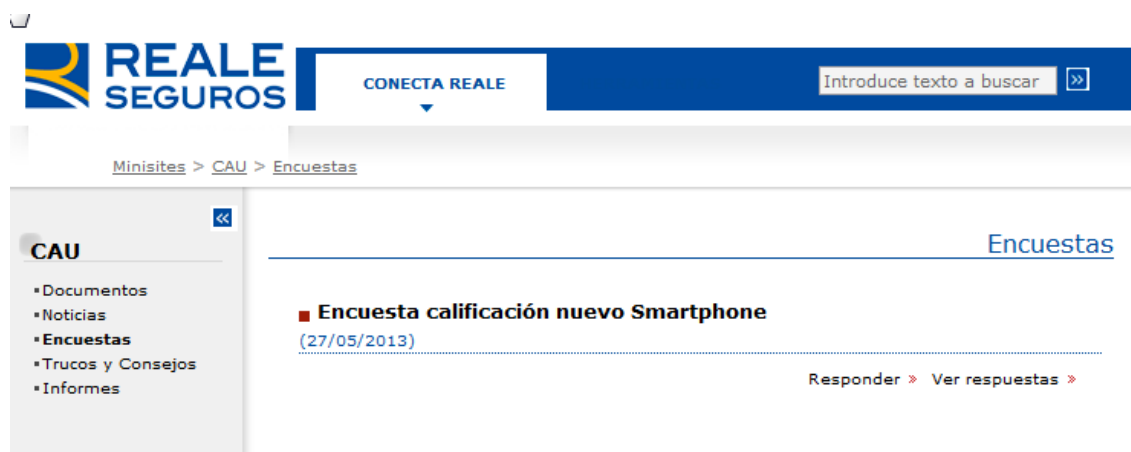 REALE
SEGUROS
CONECTA REALE
Introduce texto a buscar
Minisites > CAU > Encuestas
CAU
Documentos
Noticias
Encuestas
Trucos y Consejos
Informes
Encuestas
Encuesta calificación nuevo Smartphone
(27/05/2013)
Responder » Ver respuestas »